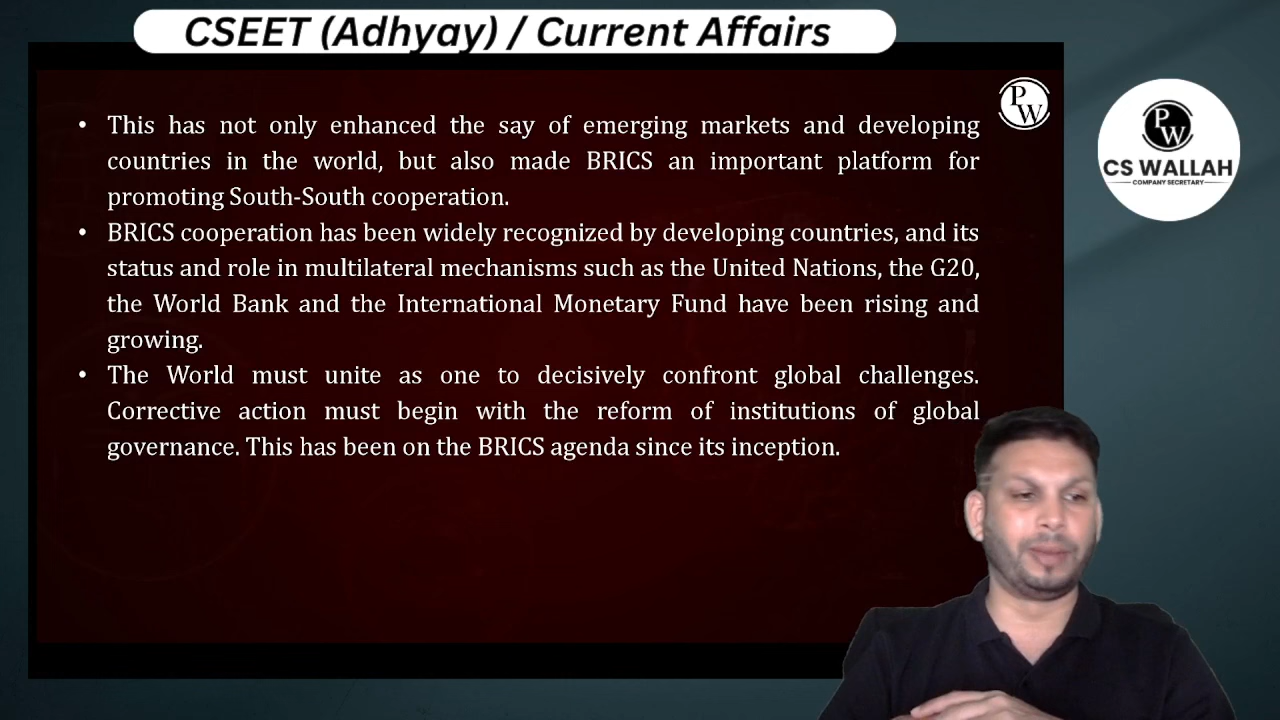 CSEET (Adhyay) / Current Affairs
PW
• This has not only enhanced the say of emerging markets and developing
countries in the world, but also made BRICS an important platform for
promoting South-South cooperation.
• BRICS cooperation has been widely recognized by developing countries, and its
status and role in multilateral mechanisms such as the United Nations, the G20,
the World Bank and the International Monetary Fund have been rising and
growing.
• The World must unite as one to decisively confront global challenges.
Corrective action must begin with the reform of institutions of global
governance. This has been on the BRICS agenda since its inception.
PW
CS WALLAH
COMPANY SECRETARY